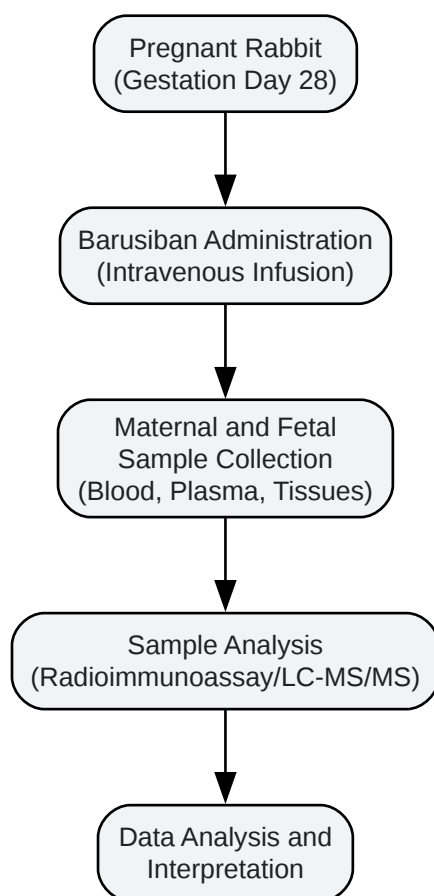 Pregnant Rabbit
(Gestation Day 28)
Barusiban Administration
(Intravenous Infusion)
Maternal and Fetal
Sample Collection
(Blood, Plasma, Tissues)
Sample Analysis
(Radioimmunoassay/LC-MS/MS)
Data Analysis and
Interpretation